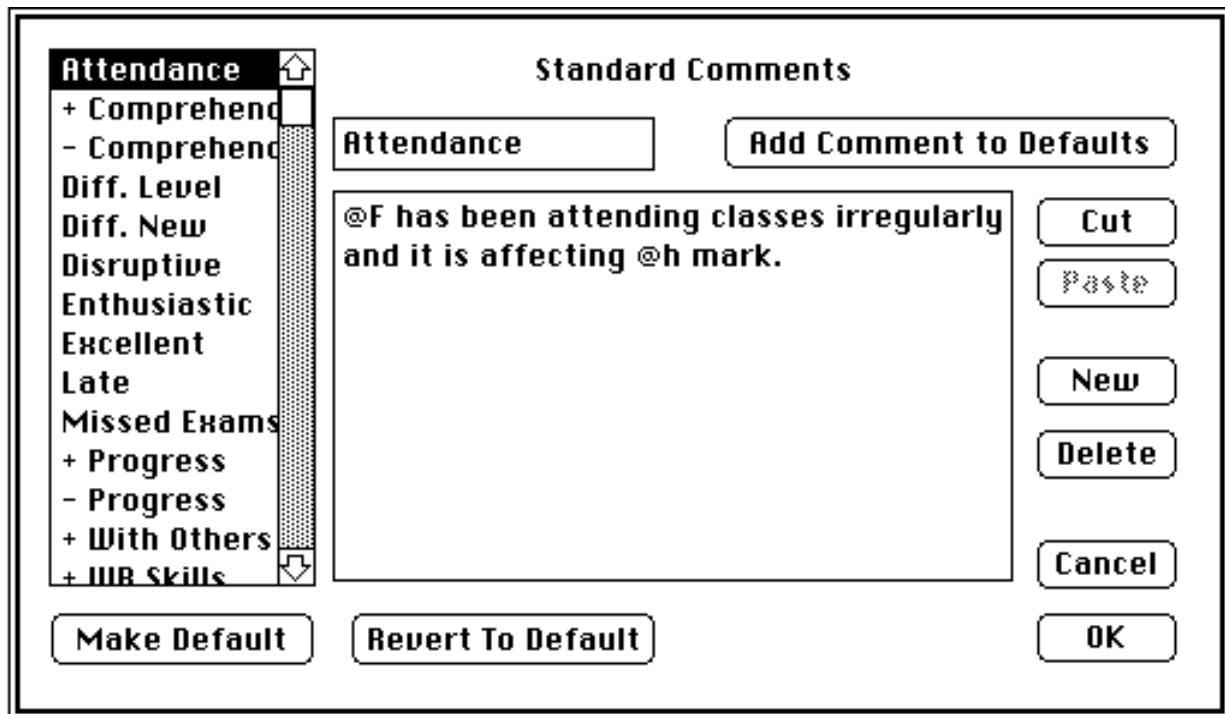 Standard Comments
Attendance
+ Comprehend
- Comprehend
Diff. Level
Diff. New
Disruptive
Enthusiastic
Excellent
Late
Missed Exams
+ Progress
- Progress
+ With Others
+ WB Skills
Attendance
Add Comment to Defaults
@F has been attending classes irregularly
and it is affecting @h mark.
Cut
Paste
New
Delete
Cancel
OK
Make Default
Revert To Default